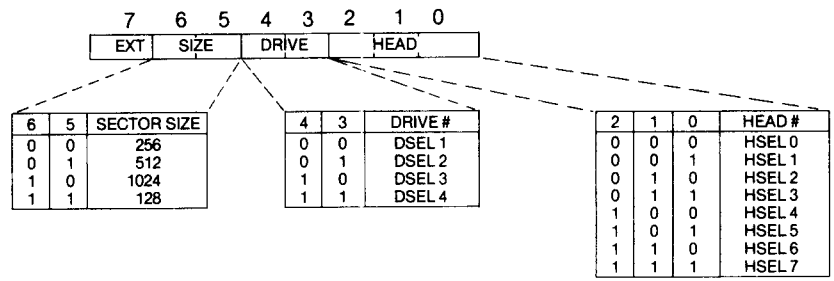 7 6 5 4 3 2 1 0
EXT SIZE DRIVE HEAD
6 5 SECTOR SIZE
0 0 256
0 1 512
1 0 1024
1 1 128
4 3 DRIVE #
0 0 DSEL 1
0 1 DSEL 2
1 0 DSEL 3
1 1 DSEL 4
2 1 0 HEAD #
0 0 0 HSEL 0
0 0 1 HSEL 1
0 1 0 HSEL 2
0 1 1 HSEL 3
1 0 0 HSEL 4
1 0 1 HSEL 5
1 1 0 HSEL 6
1 1 1 HSEL 7